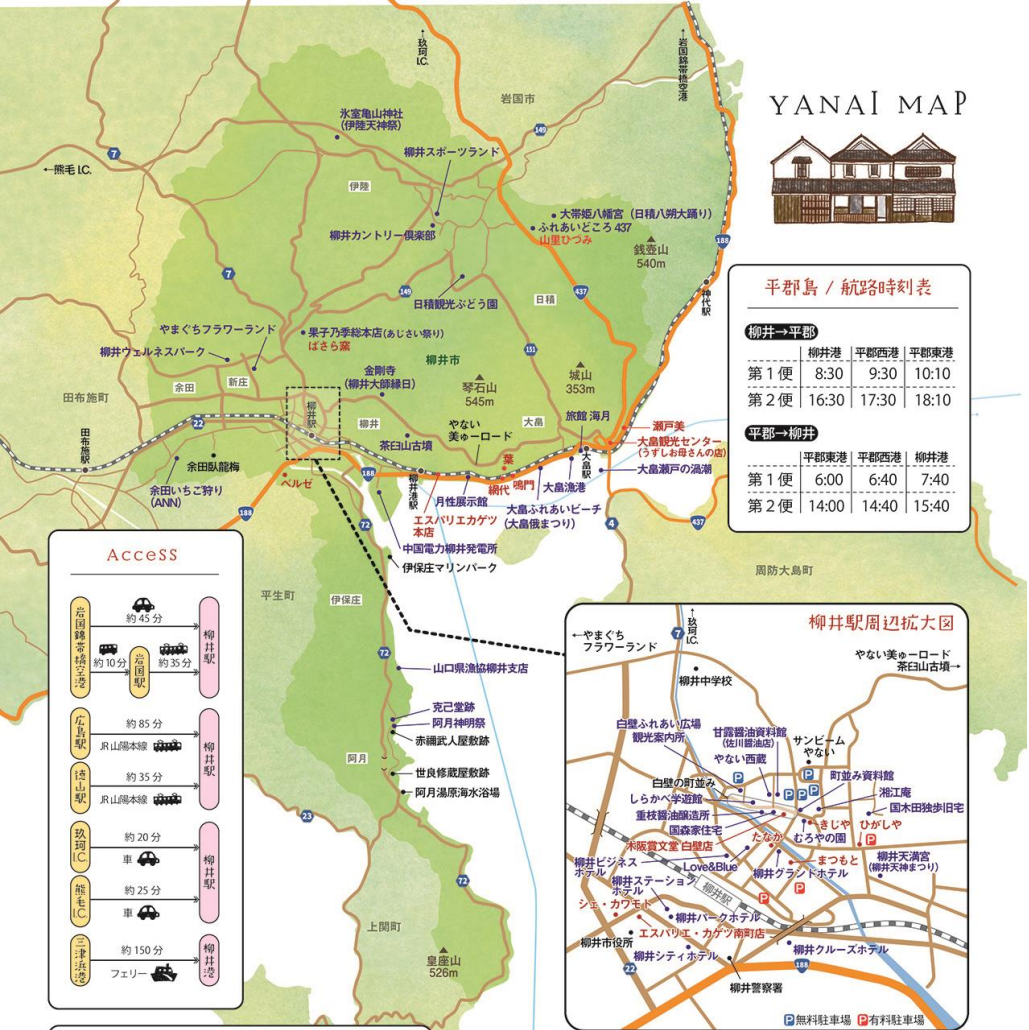 YANAI MAP
↑玖珂I.C.
↑岩国錦帯橋空港
岩国市
氷室亀山神社
(伊陸天神祭)
149
柳井スポーツランド
7
←熊毛I.C.
伊陸
大帯姫八幡宮（日積八朔大踊り）
ふれあいどころ437
山里ひづみ
柳井カントリー倶楽部
銭壺山
540m
188
7
149
437
神代駅
日積観光ぶどう園
日積
やまぐちフラワーランド
果子乃季総本店(あじさい祭り)
ばさら窯
柳井ウェルネスパーク
151
柳井市
金剛寺
(柳井大師縁日)
城山
353m
余田
新庄
琴石山
545m
田布施町
柳井駅
柳井
やない
美ゅーロード
大畠
旅館 海月
22
茶臼山古墳
瀬戸美
大畠観光センター
(うずしお母さんの店)
田布施駅
余田臥龍梅
葉
大畠駅
大畠瀬戸の渦潮
余田いちご狩り
(ANN)
ベルゼ
188
柳井港駅
月性展示館
網代
鳴門
大畠漁港
大畠ふれあいビーチ
(大畠俄まつり)
188
72
エスパリエカゲツ
本店
4
437
中国電力柳井発電所
伊保庄マリンパーク
周防大島町
平生町
伊保庄
72
山口県漁協柳井支店
克己堂跡
阿月神明祭
赤禰武人屋敷跡
阿月
世良修蔵屋敷跡
阿月湯原海水浴場
23
72
上関町
皇座山
526m
平郡島 / 航路時刻表
柳井→平郡
柳井港 平郡西港 平郡東港
第1便 8:30 9:30 10:10
第2便 16:30 17:30 18:10
平郡→柳井
平郡東港 平郡西港 柳井港
第1便 6:00 6:40 7:40
第2便 14:00 14:40 15:40
Access
岩国錦帯橋空港
約45分
柳井駅
約10分
岩国駅
約35分
広島駅
約85分
JR山陽本線
柳井駅
徳山駅
約35分
JR山陽本線
玖珂I.C.
約20分
車
柳井駅
熊毛I.C.
約25分
車
三津浜港
約150分
フェリー
柳井港
柳井駅周辺拡大図
←やまぐち
フラワーランド
7
↑玖珂I.C.
やない美ゅーロード
茶臼山古墳→
柳井中学校
白壁ふれあい広場
観光案内所
甘露醤油資料館
(佐川醤油店)
サンビーム
やない
やない西蔵
P
P
町並み資料館
白壁の町並み
P
P
P
湘江庵
しらかべ学遊館
国木田独歩旧宅
重枝醤油醸造所
きじや
ひがしや
国森家住宅
たなか
むろやの園
P
木阪賞文堂 白壁店
まつもと
柳井天満宮
(柳井天神まつり)
柳井ビジネス
ホテル
Love&Blue
柳井グランドホテル
柳井ステーション
ホテル
柳井駅
P
P
シェ・カワモト
柳井パークホテル
柳井市役所
エスパリエ・カゲツ南町店
柳井シティホテル
柳井クルーズホテル
22
188
柳井警察署
P無料駐車場 P有料駐車場